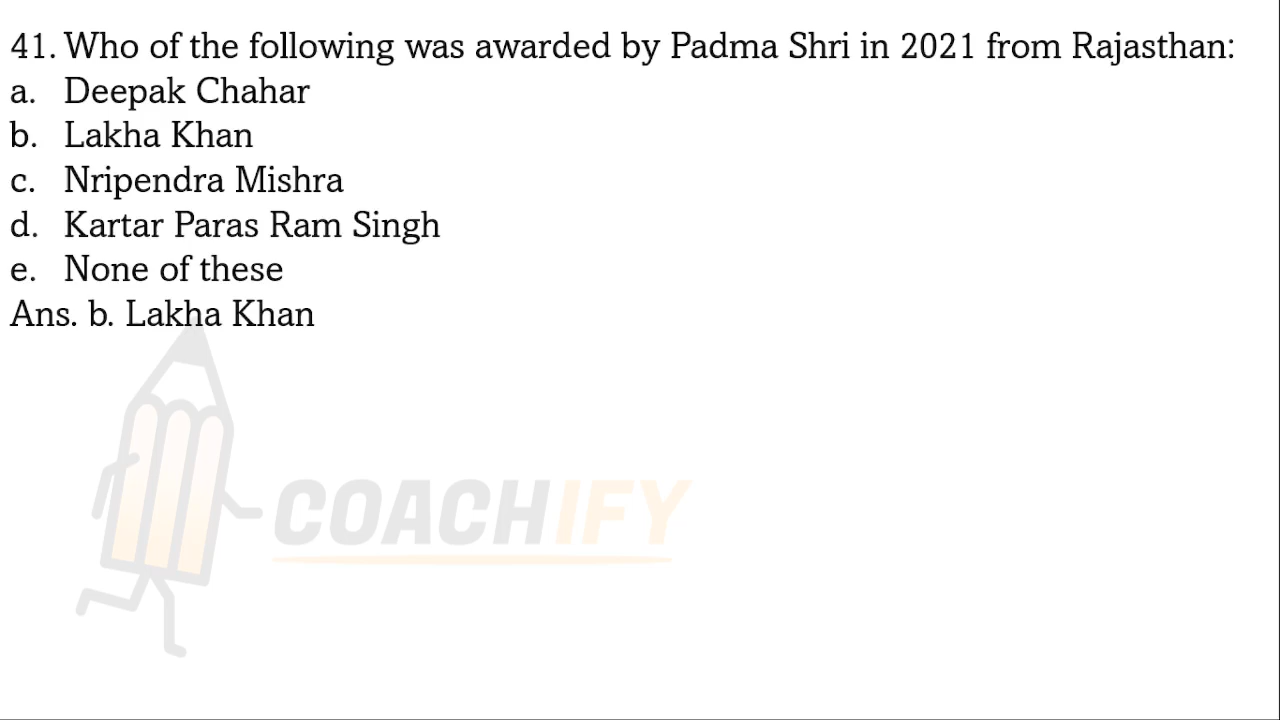 41. Who of the following was awarded by Padma Shri in 2021 from Rajasthan:
a. Deepak Chahar
b. Lakha Khan
c. Nripendra Mishra
d. Kartar Paras Ram Singh
e. None of these
Ans. b. Lakha Khan
COACHIFY